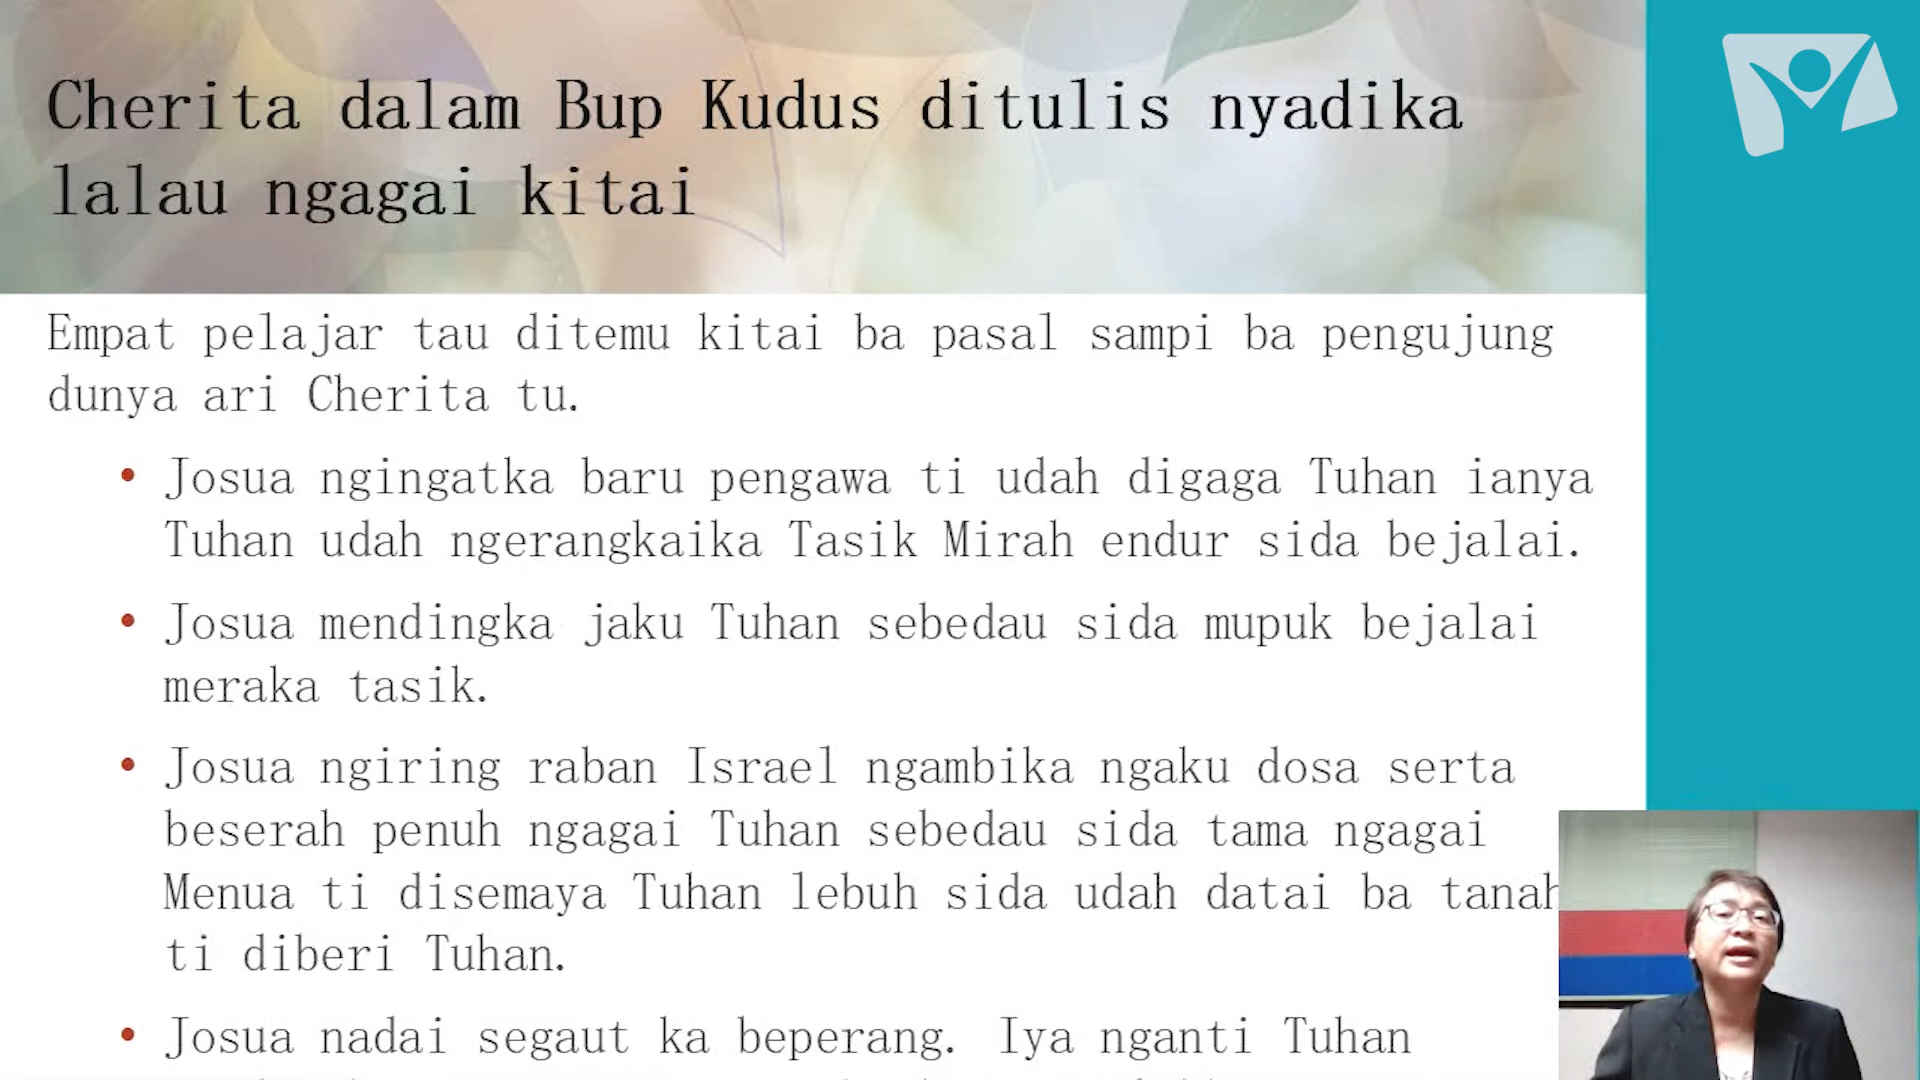 Cherita dalam Bup Kudus ditulis nyadika
lalau ngagai kitai
Empat pelajar tau ditemu kitai ba pasal sampi ba pengujung
dunya ari Cherita tu.
• Josua ngingatka baru pengawa ti udah digaga Tuhan ianya
Tuhan udah ngerangkaika Tasik Mirah endur sida bejalai.
• Josua mendingka jaku Tuhan sebedau sida mupuk bejalai
meraka tasik.
• Josua ngiring raban Israel ngambika ngaku dosa serta
beserah penuh ngagai Tuhan sebedau sida tama ngagai
Menua ti disemaya Tuhan lebuh sida udah datai ba tanah
ti diberi Tuhan.
• Josua nadai segaut ka beperang. Iya nganti Tuhan